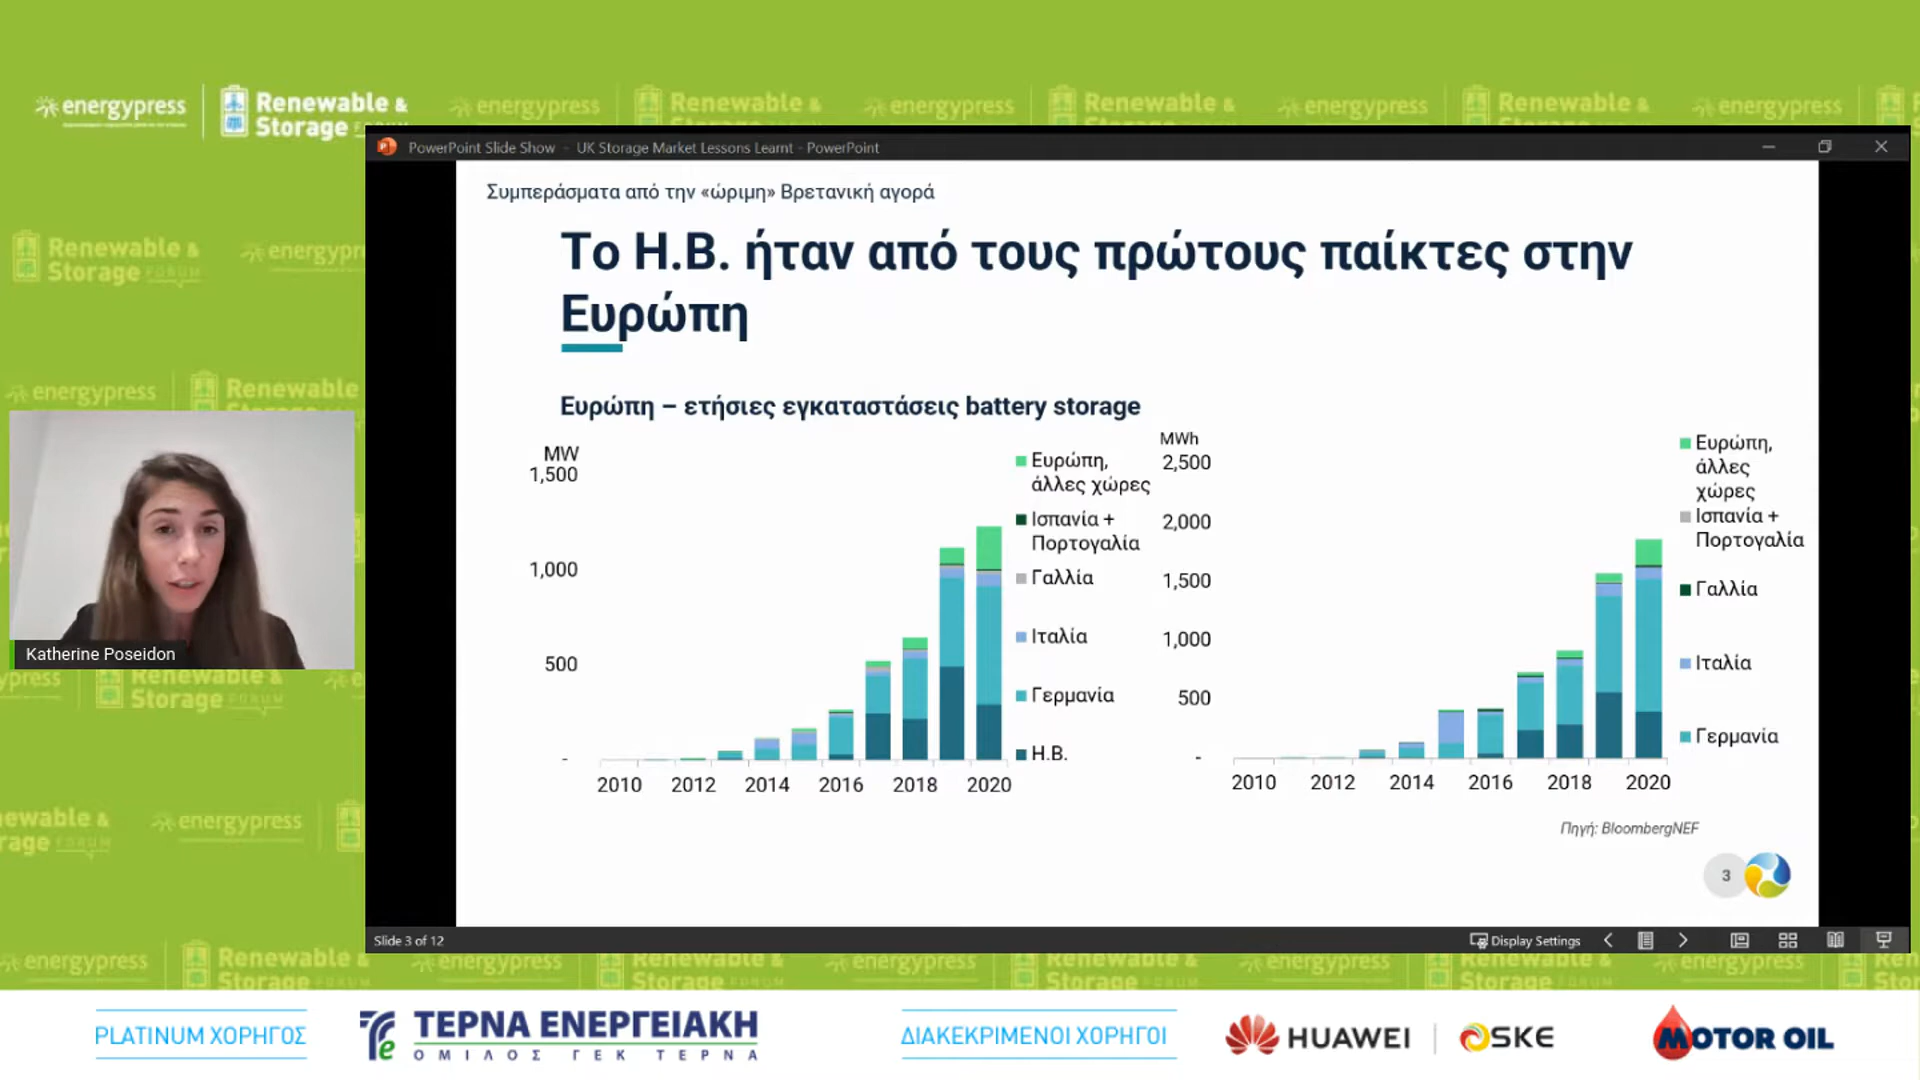 energypress
Renewable &
Storage FORUM
PowerPoint Slide Show - UK Storage Market Lessons Learnt - PowerPoint
Συμπεράσματα από την «ώριμη» Βρετανική αγορά
Το Η.Β. ήταν από τους πρώτους παίκτες στην
Ευρώπη
Ευρώπη – ετήσιες εγκαταστάσεις battery storage
MW
1,500
1,000
500
-
2010 2012 2014 2016 2018 2020
Ευρώπη,
άλλες χώρες
Ισπανία +
Πορτογαλία
Γαλλία
Ιταλία
Γερμανία
Η.Β.
MWh
2,500
2,000
1,500
1,000
500
-
2010 2012 2014 2016 2018 2020
Ευρώπη,
άλλες
χώρες
Ισπανία +
Πορτογαλία
Γαλλία
Ιταλία
Γερμανία
Πηγή: BloombergNEF
3
Katherine Poseidon
Slide 3 of 12
Display Settings
PLATINUM ΧΟΡΗΓΟΣ
ΤΕΡΝΑ ΕΝΕΡΓΕΙΑΚΗ
ΟΜΙΛΟΣ ΓΕΚ ΤΕΡΝΑ
ΔΙΑΚΕΚΡΙΜΕΝΟΙ ΧΟΡΗΓΟΙ
HUAWEI
SKE
MOTOR OIL